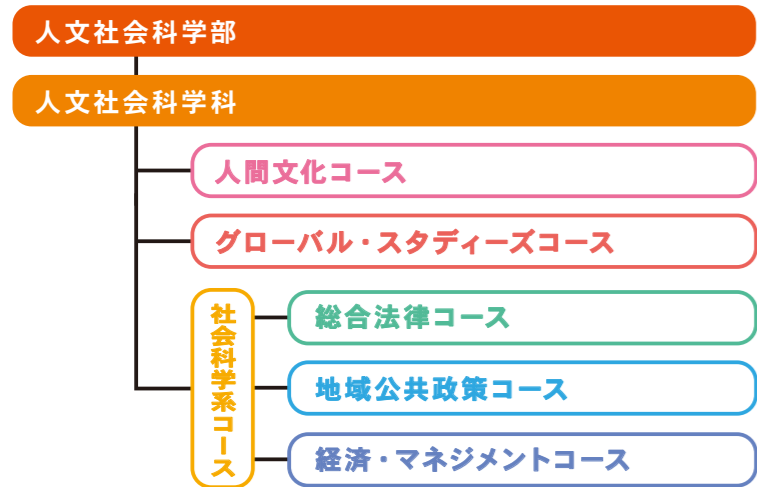 人文社会科学部
人文社会科学科
人間文化コース
グローバル・スタディーズコース
社会科学系コース
総合法律コース
地域公共政策コース
経済・マネジメントコース